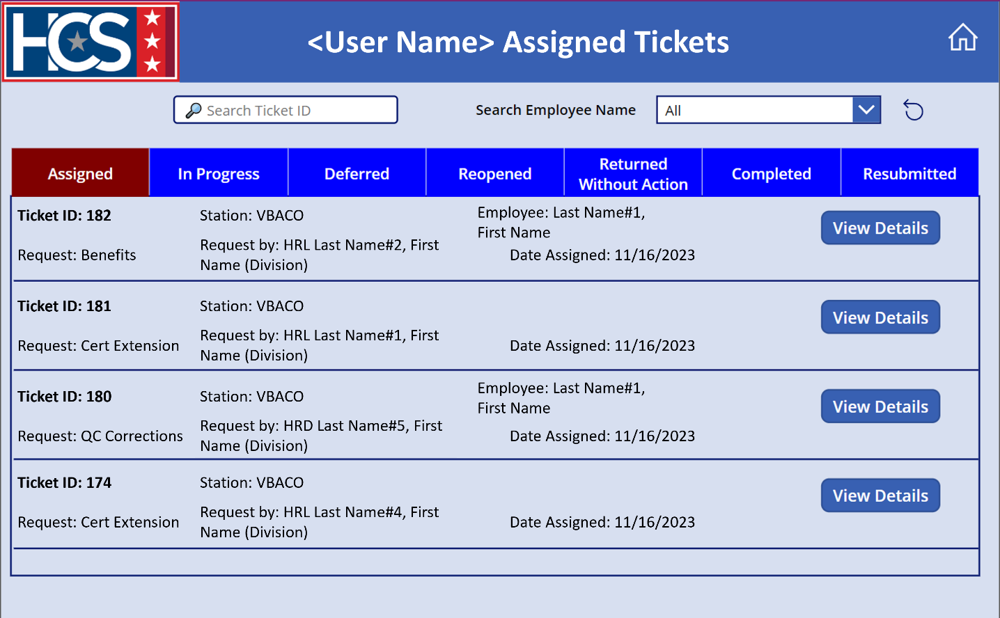 HCS
<User Name> Assigned Tickets
Search Ticket ID
Search Employee Name
All
Assigned
In Progress
Deferred
Reopened
Returned
Without Action
Completed
Resubmitted
Ticket ID: 182
Station: VBACO
Employee: Last Name#1,
First Name
View Details
Request: Benefits
Request by: HRL Last Name#2, First
Name (Division)
Date Assigned: 11/16/2023
Ticket ID: 181
Station: VBACO
View Details
Request: Cert Extension
Request by: HRL Last Name#1, First
Name (Division)
Date Assigned: 11/16/2023
Ticket ID: 180
Station: VBACO
Employee: Last Name#1,
First Name
View Details
Request: QC Corrections
Request by: HRD Last Name#5, First
Name (Division)
Date Assigned: 11/16/2023
Ticket ID: 174
Station: VBACO
View Details
Request: Cert Extension
Request by: HRL Last Name#4, First
Name (Division)
Date Assigned: 11/16/2023